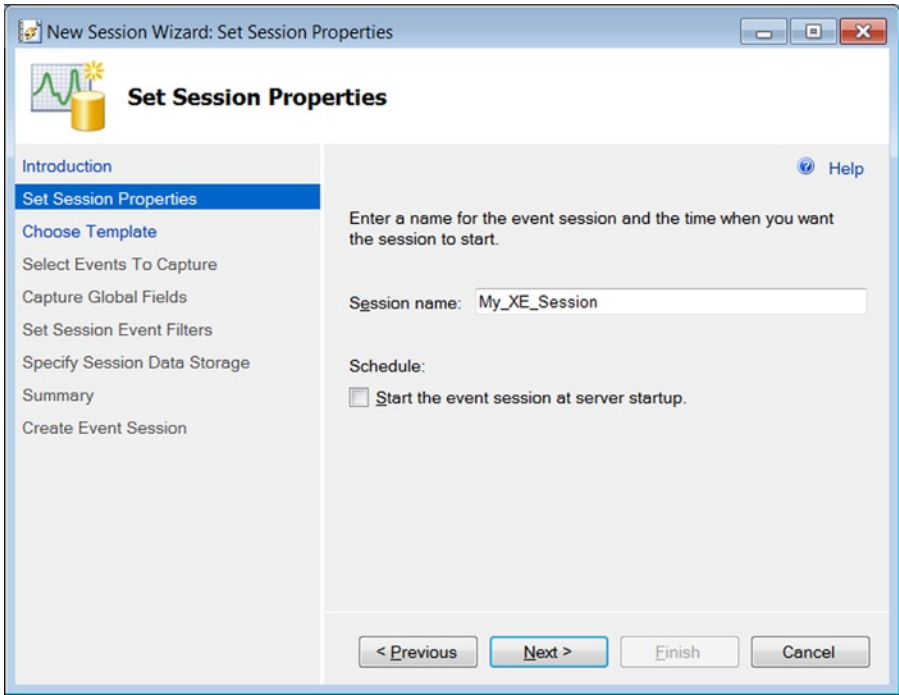 New Session Wizard: Set Session Properties
Set Session Properties
Introduction
Set Session Properties
Choose Template
Select Events To Capture
Capture Global Fields
Set Session Event Filters
Specify Session Data Storage
Summary
Create Event Session
Help
Enter a name for the event session and the time when you want
the session to start.
Session name: My_XE_Session
Schedule:
Start the event session at server startup.
< Previous
Next >
Finish
Cancel